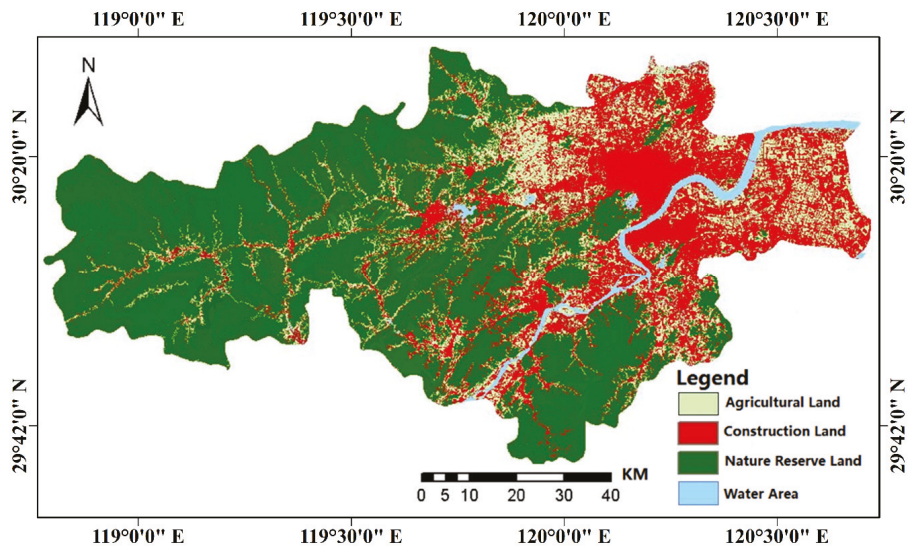 119°0'0" E 119°30'0" E 120°0'0" E 120°30'0" E
N
30°20'0" N
30°20'0" N
29°42'0" N
29°42'0" N
Legend
Agricultural Land
Construction Land
Nature Reserve Land
Water Area
KM
0 5 10 20 30 40
119°0'0" E 119°30'0" E 120°0'0" E 120°30'0" E